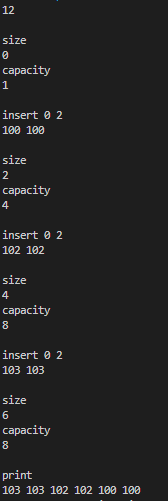 12
size
0
capacity
1
insert 0 2
100 100
size
2
capacity
4
insert 0 2
102 102
size
4
capacity
8
insert 0 2
103 103
size
6
capacity
8
print
103 103 102 102 100 100